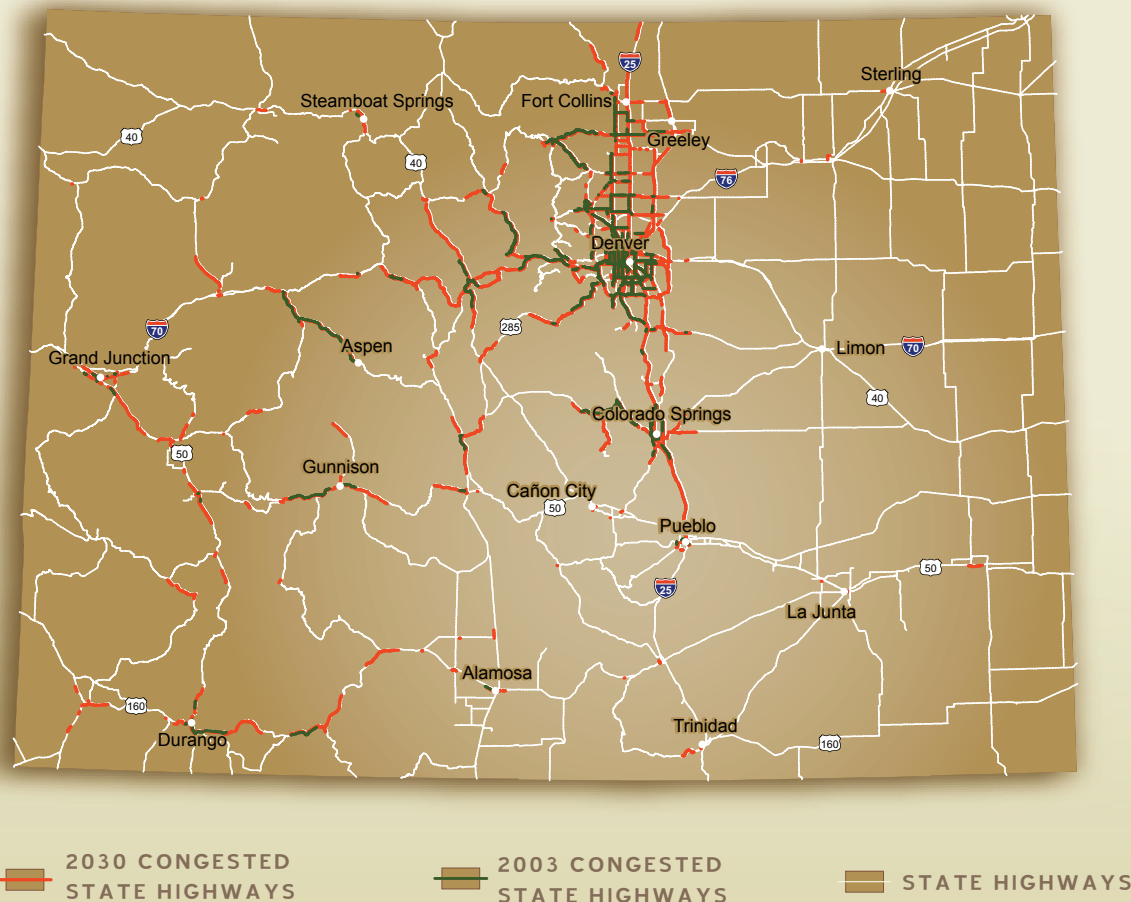 25
Sterling
Steamboat Springs
Fort Collins
40
Greeley
40
76
Denver
285
70
Aspen
Limon
70
Grand Junction
40
Colorado Springs
50
Gunnison
Cañon City
50
Pueblo
50
25
La Junta
Alamosa
160
Durango
Trinidad
160
2030 CONGESTED
STATE HIGHWAYS
2003 CONGESTED
STATE HIGHWAYS
STATE HIGHWAYS